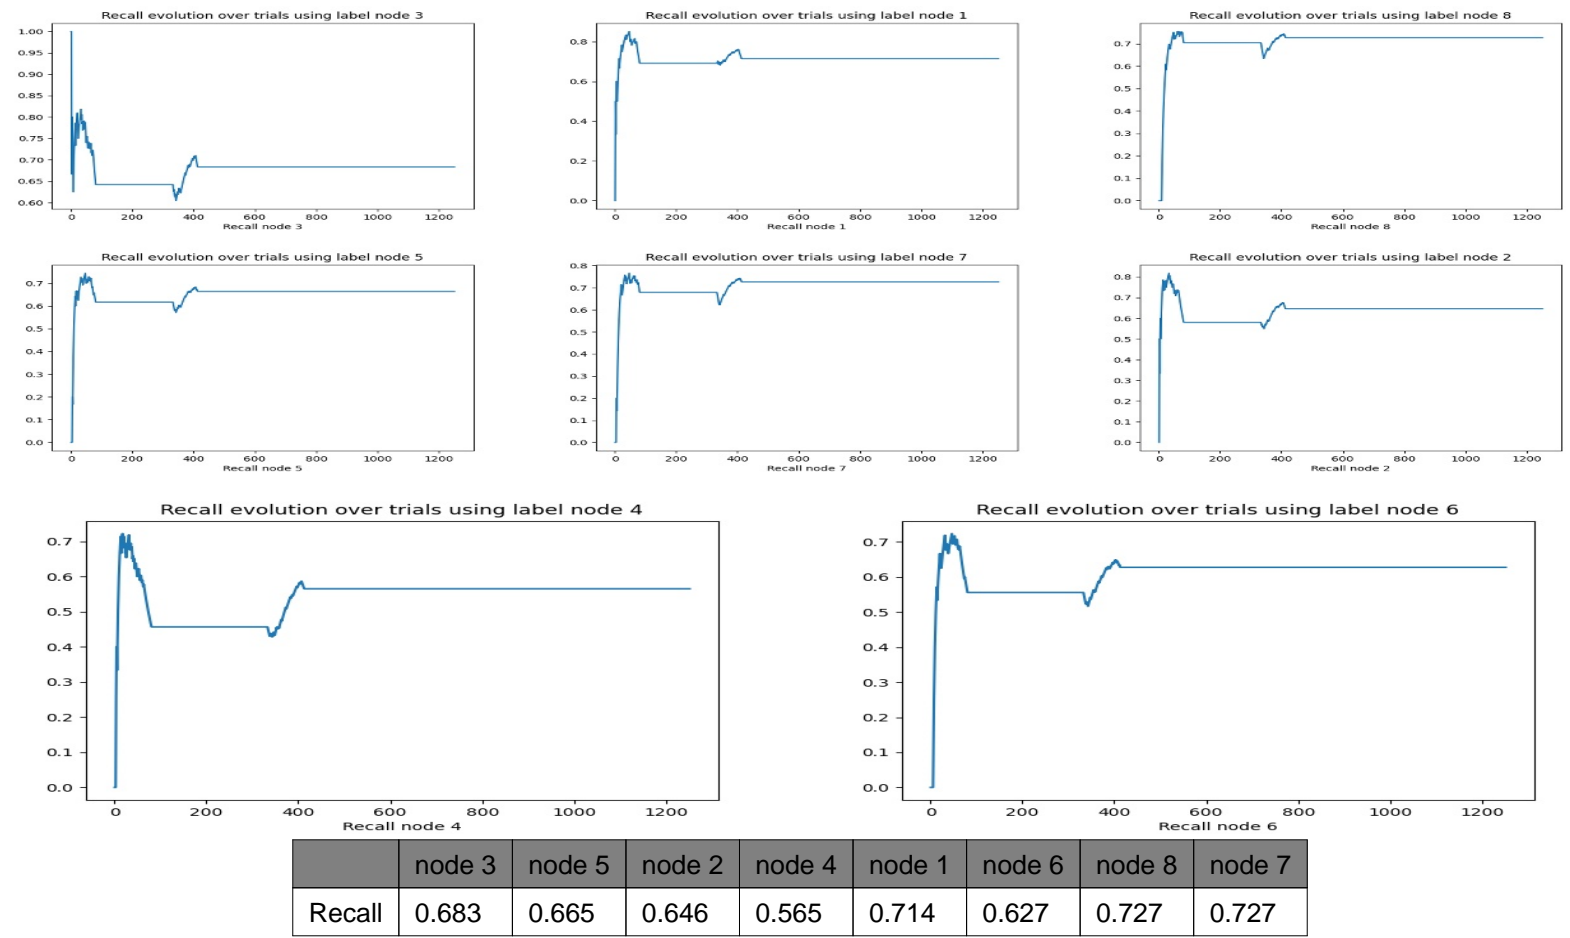 Recall evolution over trials using label node 3
1.00
0.95
0.90
0.85
0.80
0.75
0.70
0.65
0.60
0 200 400 600 800 1000 1200
Recall node 3
Recall evolution over trials using label node 1
0.8
0.6
0.4
0.2
0.0
0 200 400 600 800 1000 1200
Recall node 1
Recall evolution over trials using label node 8
0.7
0.6
0.5
0.4
0.3
0.2
0.1
0.0
0 200 400 600 800 1000 1200
Recall node 8
Recall evolution over trials using label node 5
0.7
0.6
0.5
0.4
0.3
0.2
0.1
0.0
0 200 400 600 800 1000 1200
Recall node 5
Recall evolution over trials using label node 7
0.8
0.7
0.6
0.5
0.4
0.3
0.2
0.1
0.0
0 200 400 600 800 1000 1200
Recall node 7
Recall evolution over trials using label node 2
0.8
0.7
0.6
0.5
0.4
0.3
0.2
0.1
0.0
0 200 400 600 800 1000 1200
Recall node 2
Recall evolution over trials using label node 4
0.7
0.6
0.5
0.4
0.3
0.2
0.1
0.0
0 200 400 600 800 1000 1200
Recall node 4
Recall evolution over trials using label node 6
0.7
0.6
0.5
0.4
0.3
0.2
0.1
0.0
0 200 400 600 800 1000 1200
Recall node 6
node 3 node 5 node 2 node 4 node 1 node 6 node 8 node 7
Recall 0.683 0.665 0.646 0.565 0.714 0.627 0.727 0.727